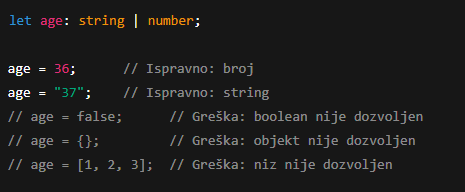 let age: string | number;
age = 36;      // Ispravno: broj
age = "37";    // Ispravno: string
// age = false;      // Greška: boolean nije dozvoljen
// age = {};         // Greška: objekt nije dozvoljen
// age = [1, 2, 3];  // Greška: niz nije dozvoljen